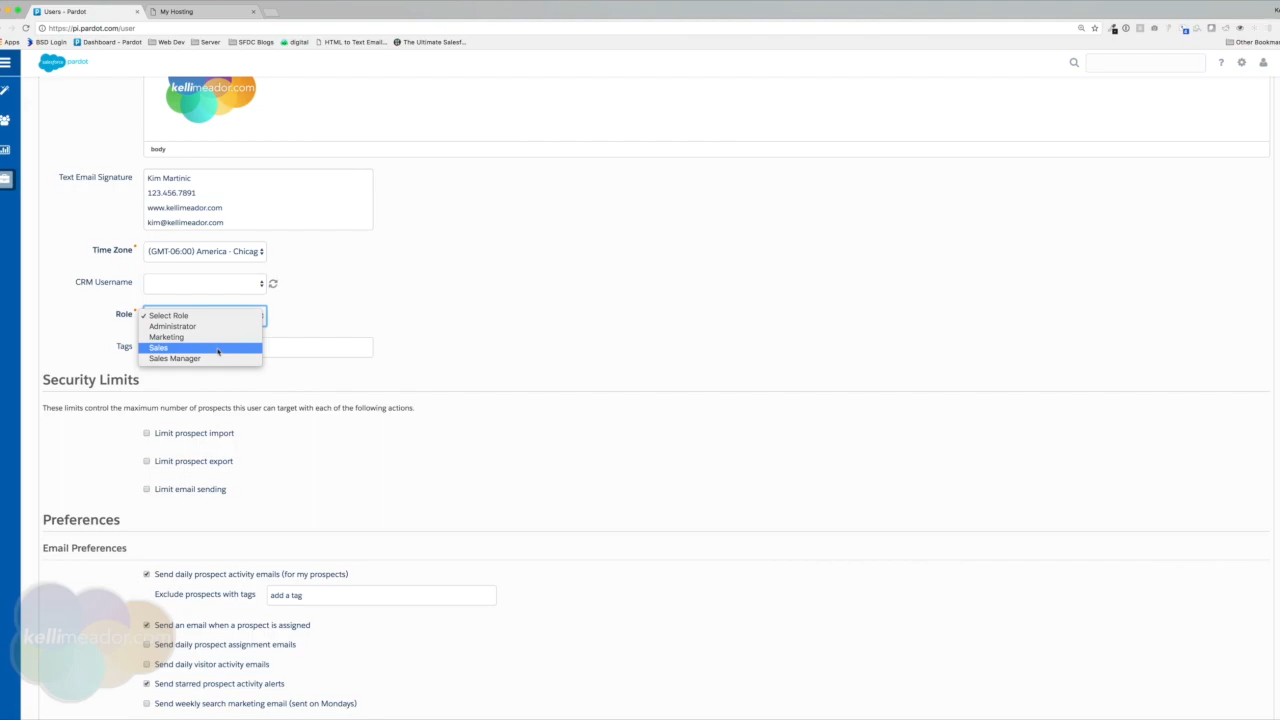 Users - Pardot
My Hosting
https://pi.pardot.com/user
Apps
BSD Login
Dashboard - Pardot
Web Dev
Server
SFDC Blogs
digital
HTML to Text Email...
The Ultimate Salesf...
Other Bookmar
salesforce pardot
?
kellimeador.com
body
Text Email Signature
Kim Martinic
123.456.7891
www.kellimeador.com
kim@kellimeador.com
Time Zone*
(GMT-06:00) America - Chicag
CRM Username
Role*
✓ Select Role
Administrator
Marketing
Sales
Sales Manager
Tags
Security Limits
These limits control the maximum number of prospects this user can target with each of the following actions.
Limit prospect import
Limit prospect export
Limit email sending
Preferences
Email Preferences
Send daily prospect activity emails (for my prospects)
Exclude prospects with tags
add a tag
Send an email when a prospect is assigned
Send daily prospect assignment emails
Send daily visitor activity emails
Send starred prospect activity alerts
Send weekly search marketing email (sent on Mondays)
kellimeador.com